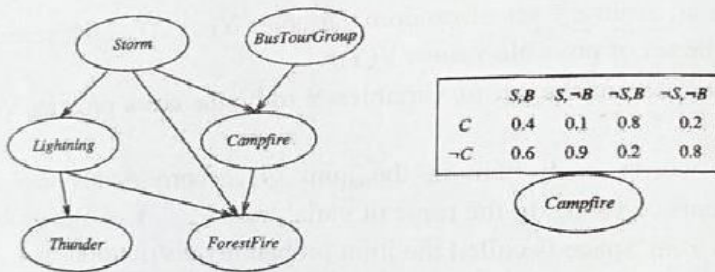 Storm
BusTourGroup
Lightning
Campfire
Thunder
ForestFire
S,B S,¬B ¬S,B ¬S,¬B
C 0.4 0.1 0.8 0.2
¬C 0.6 0.9 0.2 0.8
Campfire